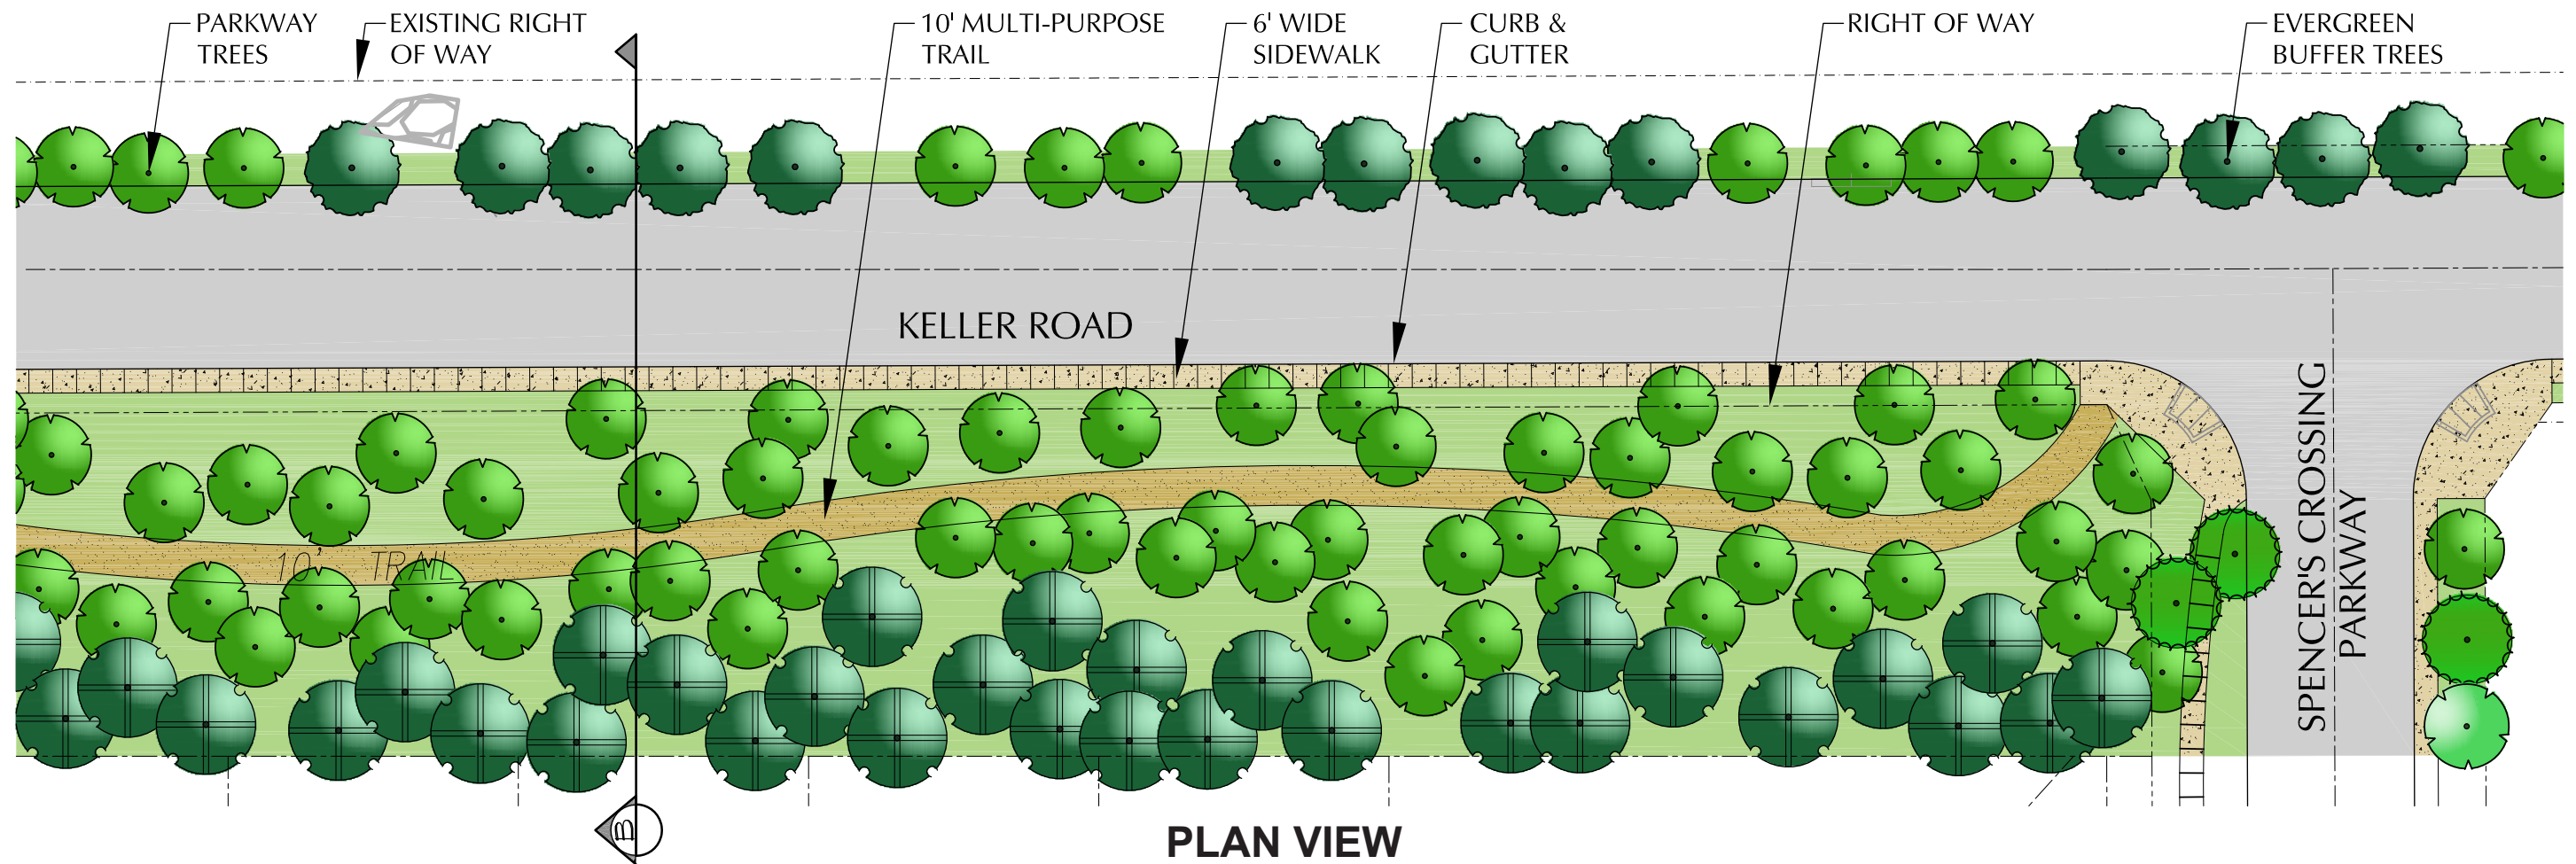 PARKWAY
TREES
EXISTING RIGHT
OF WAY
10' MULTI-PURPOSE
TRAIL
6' WIDE
SIDEWALK
CURB &
GUTTER
RIGHT OF WAY
EVERGREEN
BUFFER TREES
KELLER ROAD
SPENCER'S CROSSING
PARKWAY
10' TRAIL
B
PLAN VIEW